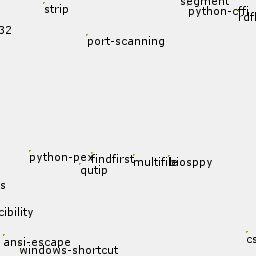 segment
strip
python-cffi
rdfl
32
port-scanning
python-pex
findfirst
multifile
biosppy
qutip
s
cibility
ansi-escape
cs
windows-shortcut